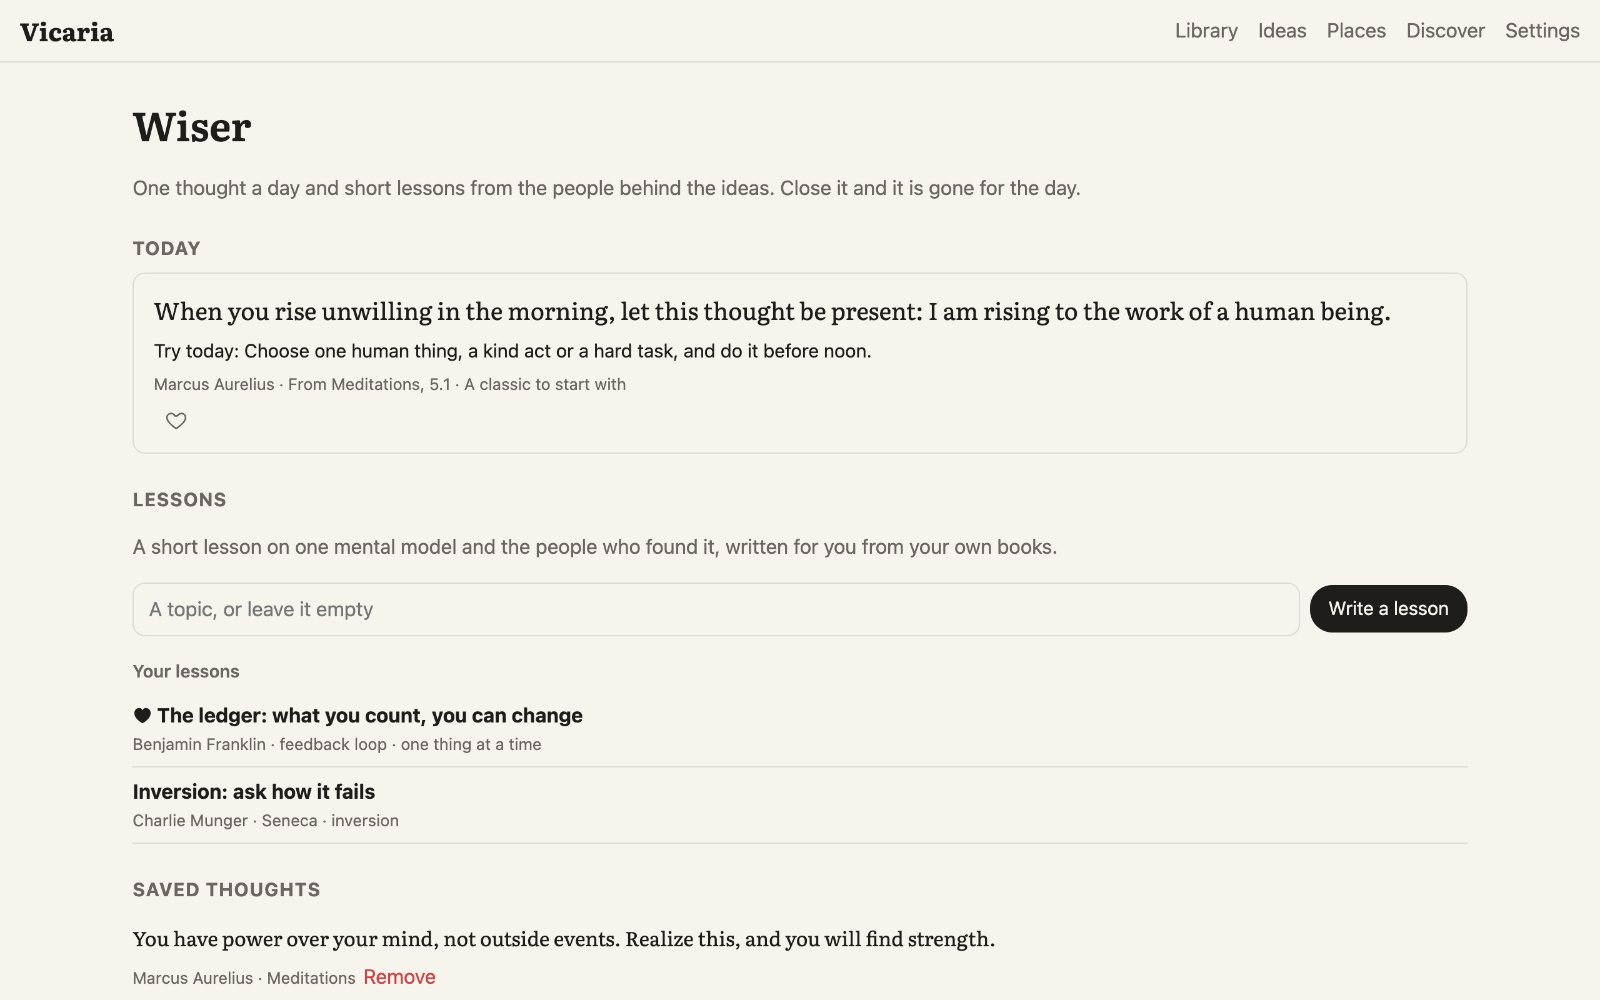 Vicaria
Library Ideas Places Discover Settings
Wiser
One thought a day and short lessons from the people behind the ideas. Close it and it is gone for the day.
TODAY
When you rise unwilling in the morning, let this thought be present: I am rising to the work of a human being.
Try today: Choose one human thing, a kind act or a hard task, and do it before noon.
Marcus Aurelius · From Meditations, 5.1 · A classic to start with
LESSONS
A short lesson on one mental model and the people who found it, written for you from your own books.
A topic, or leave it empty
Write a lesson
Your lessons
The ledger: what you count, you can change
Benjamin Franklin · feedback loop · one thing at a time
Inversion: ask how it fails
Charlie Munger · Seneca · inversion
SAVED THOUGHTS
You have power over your mind, not outside events. Realize this, and you will find strength.
Marcus Aurelius · Meditations Remove